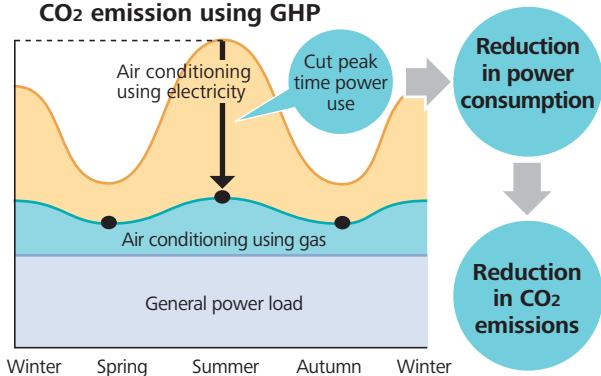 CO₂ emission using GHP
Air conditioning
using electricity
Cut peak
time power
use
Reduction
in power
consumption
Air conditioning using gas
General power load
Reduction
in CO₂
emissions
Winter Spring Summer Autumn Winter